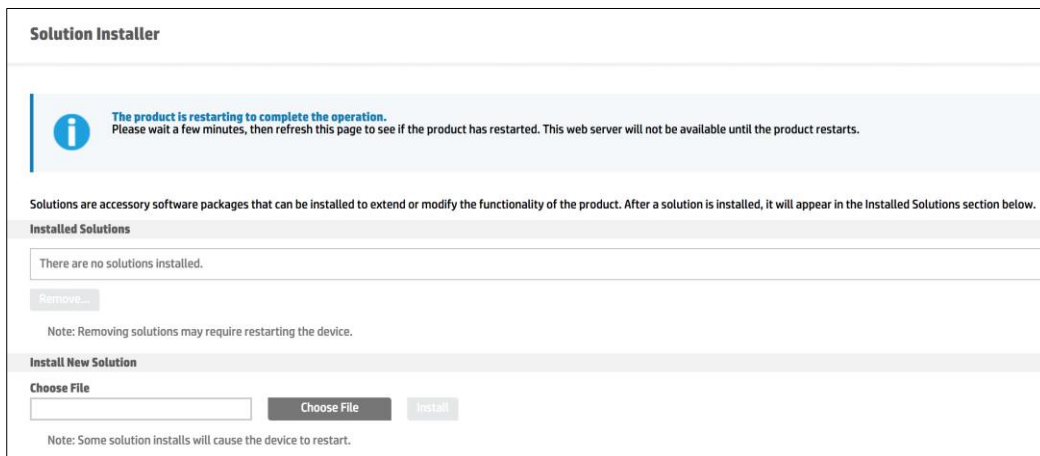 Solution Installer
The product is restarting to complete the operation.
Please wait a few minutes, then refresh this page to see if the product has restarted. This web server will not be available until the product restarts.
Solutions are accessory software packages that can be installed to extend or modify the functionality of the product. After a solution is installed, it will appear in the Installed Solutions section below.
Installed Solutions
There are no solutions installed.
Remove...
Note: Removing solutions may require restarting the device.
Install New Solution
Choose File
Choose File Install
Note: Some solution installs will cause the device to restart.